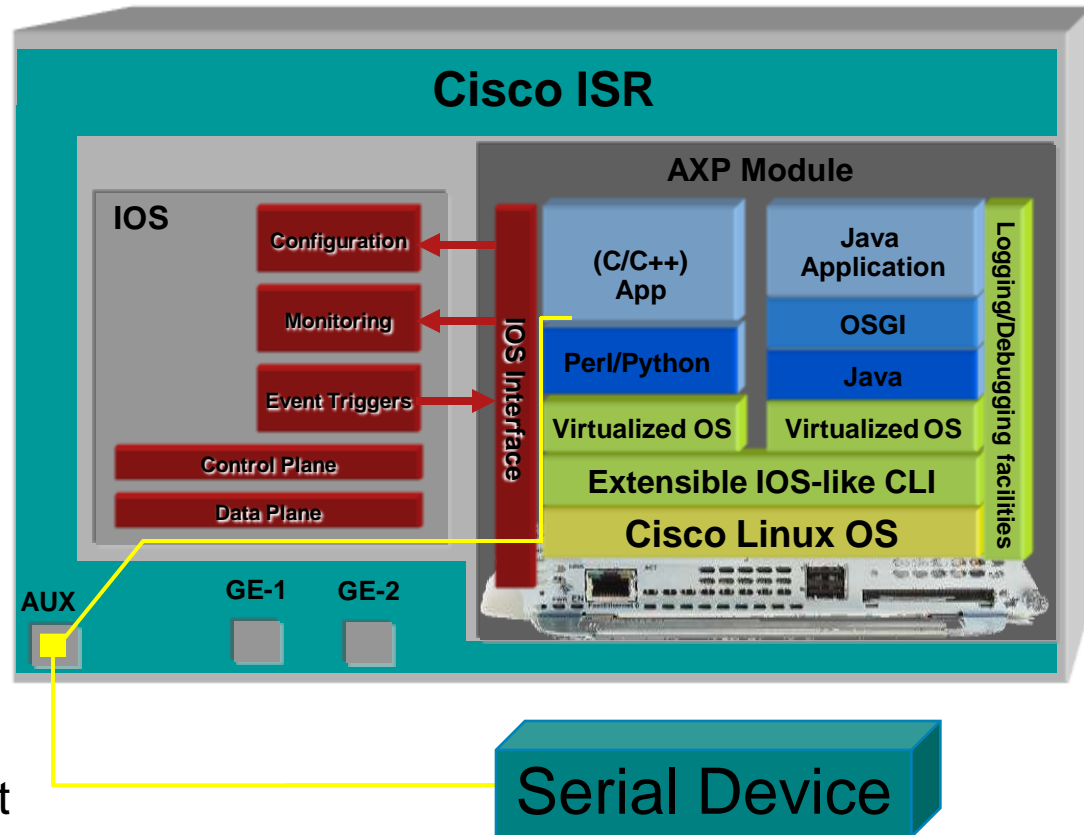 Cisco ISR
AXP Module
IOS
Configuration
Monitoring
Event Triggers
Control Plane
Data Plane
IOS Interface
(C/C++)
App
Perl/Python
Virtualized OS
Java
Application
OSGI
Java
Virtualized OS
Extensible IOS-like CLI
Cisco Linux OS
Logging/Debugging facilities
AUX
GE-1
GE-2
t
Serial Device